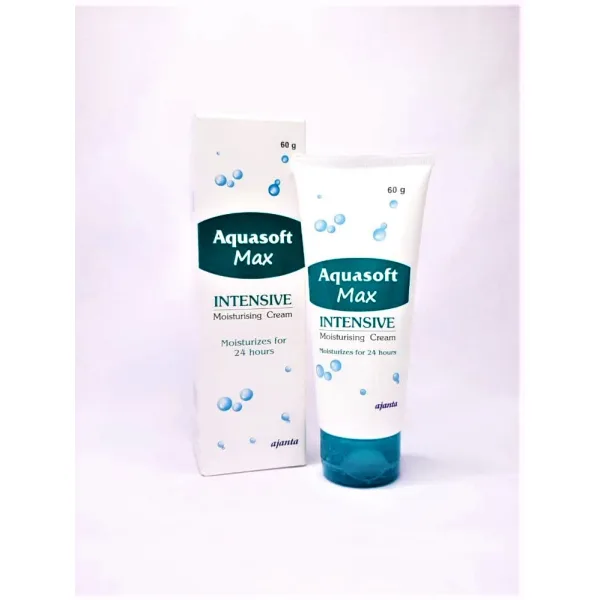 60 g
Aquasoft
Max
INTENSIVE
Moisturising Cream
Moisturizes for
24 hours
ajanta
60 g
Aquasoft
Max
INTENSIVE
Moisturising Cream
Moisturizes for 24 hours
ajanta